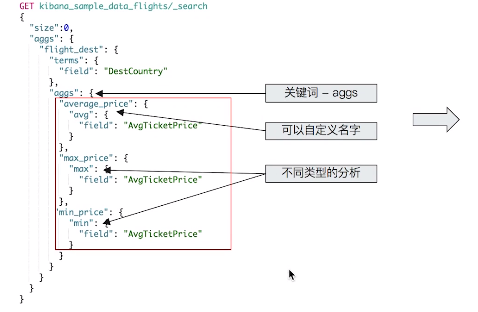 GET kibana_sample_data_flights/_search
{
"size":0,
"aggs": {
"flight_dest": {
"terms": {
"field": "DestCountry"
},
"aggs": {
"average_price": {
"avg": {
"field": "AvgTicketPrice"
}
},
"max_price": {
"max": {
"field": "AvgTicketPrice"
}
},
"min_price": {
"min": {
"field": "AvgTicketPrice"
}
}
}
}
}
}
关键词 – aggs
可以自定义名字
不同类型的分析